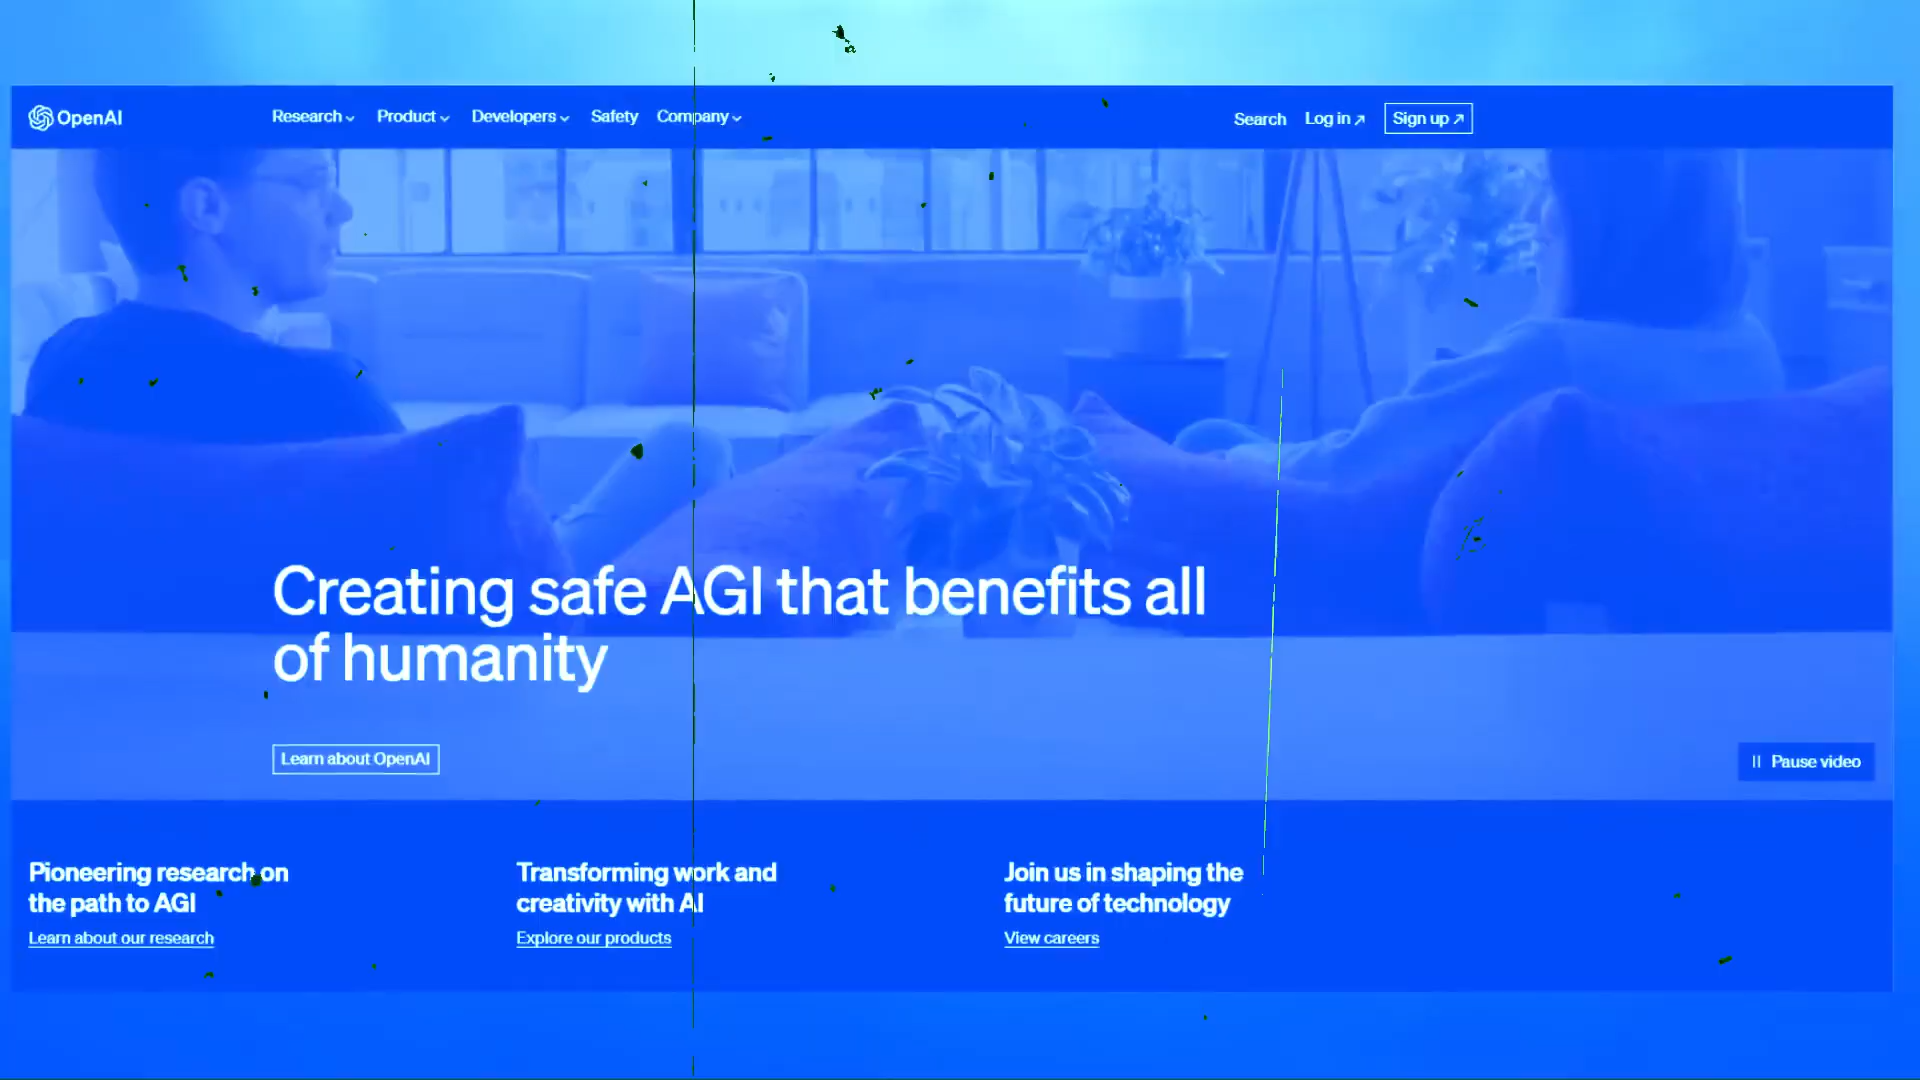 OpenAI
Research Product Developers Safety Company
Search Log in Sign up
Creating safe AGI that benefits all
of humanity
Learn about OpenAI
Pause video
Pioneering research on
the path to AGI
Learn about our research
Transforming work and
creativity with AI
Explore our products
Join us in shaping the
future of technology
View careers